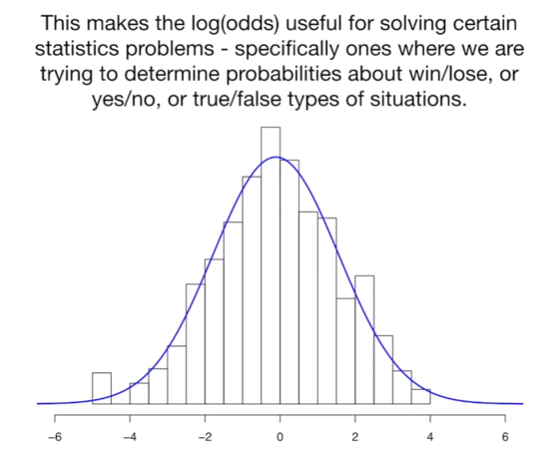 This makes the log(odds) useful for solving certain
statistics problems - specifically ones where we are
trying to determine probabilities about win/lose, or
yes/no, or true/false types of situations.
−6 −4 −2 0 2 4 6